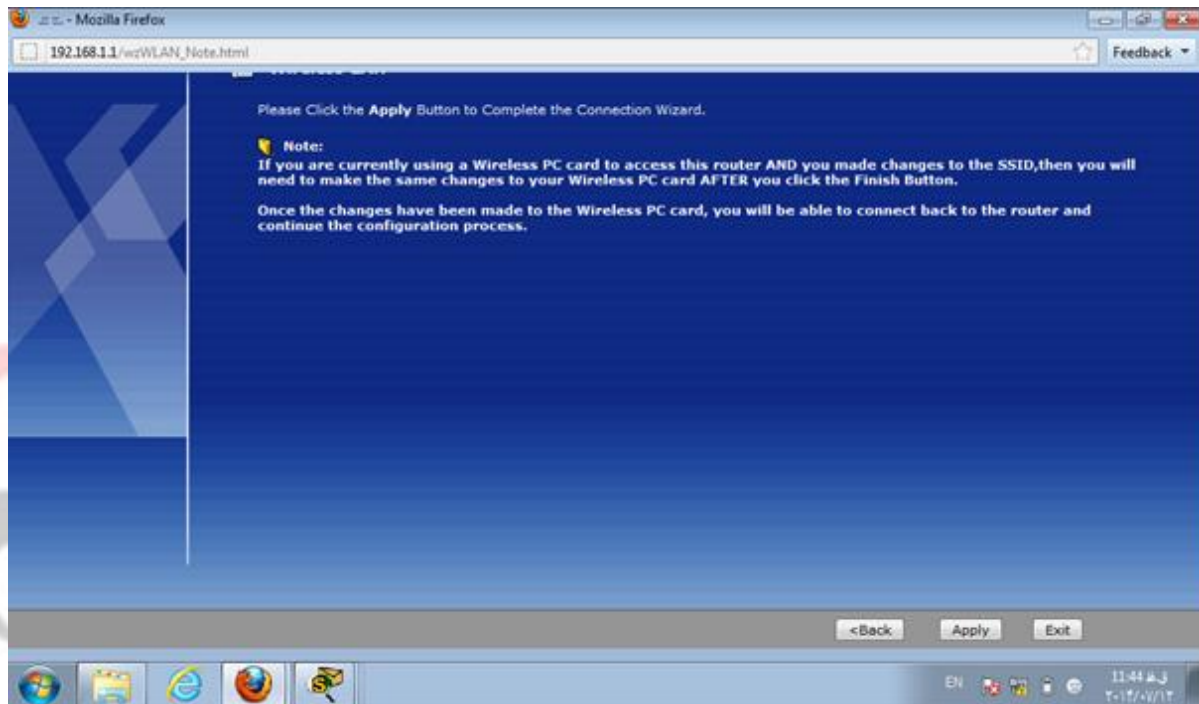 - Mozilla Firefox
192.168.1.1/wzWLAN_Note.html
Feedback
Please Click the Apply Button to Complete the Connection Wizard.
Note:
If you are currently using a Wireless PC card to access this router AND you made changes to the SSID,then you will
need to make the same changes to your Wireless PC card AFTER you click the Finish Button.
Once the changes have been made to the Wireless PC card, you will be able to connect back to the router and
continue the configuration process.
<Back
Apply
Exit
EN
11:44 ق.ظ
٢٠١٤/٠٧/١٢